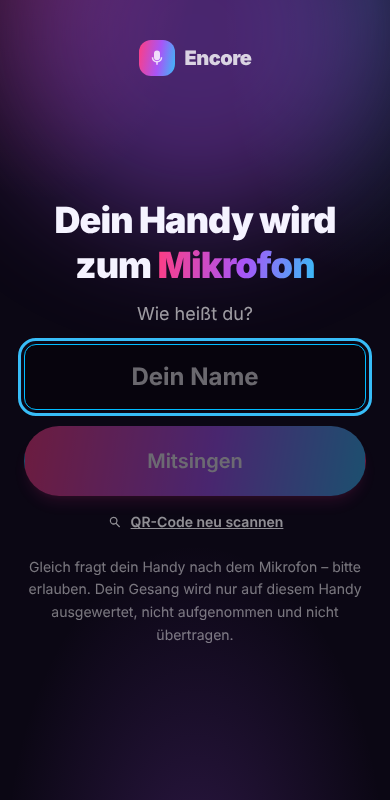 Encore
Dein Handy wird
zum Mikrofon
Wie heißt du?
Dein Name
Mitsingen
QR-Code neu scannen
Gleich fragt dein Handy nach dem Mikrofon – bitte
erlauben. Dein Gesang wird nur auf diesem Handy
ausgewertet, nicht aufgenommen und nicht
übertragen.